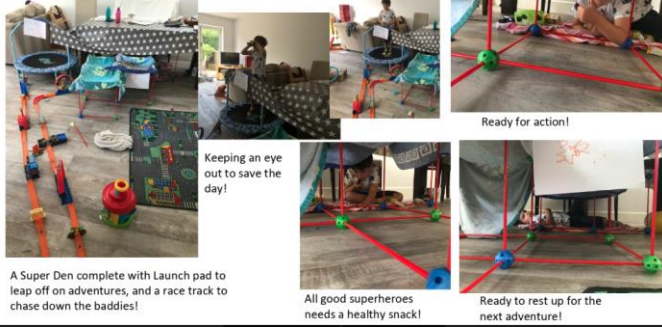 Ready for action!
Keeping an eye
out to save the
day!
A Super Den complete with Launch pad to
leap off on adventures, and a race track to
chase down the baddies!
All good superheroes
needs a healthy snack!
Ready to rest up for the
next adventure!